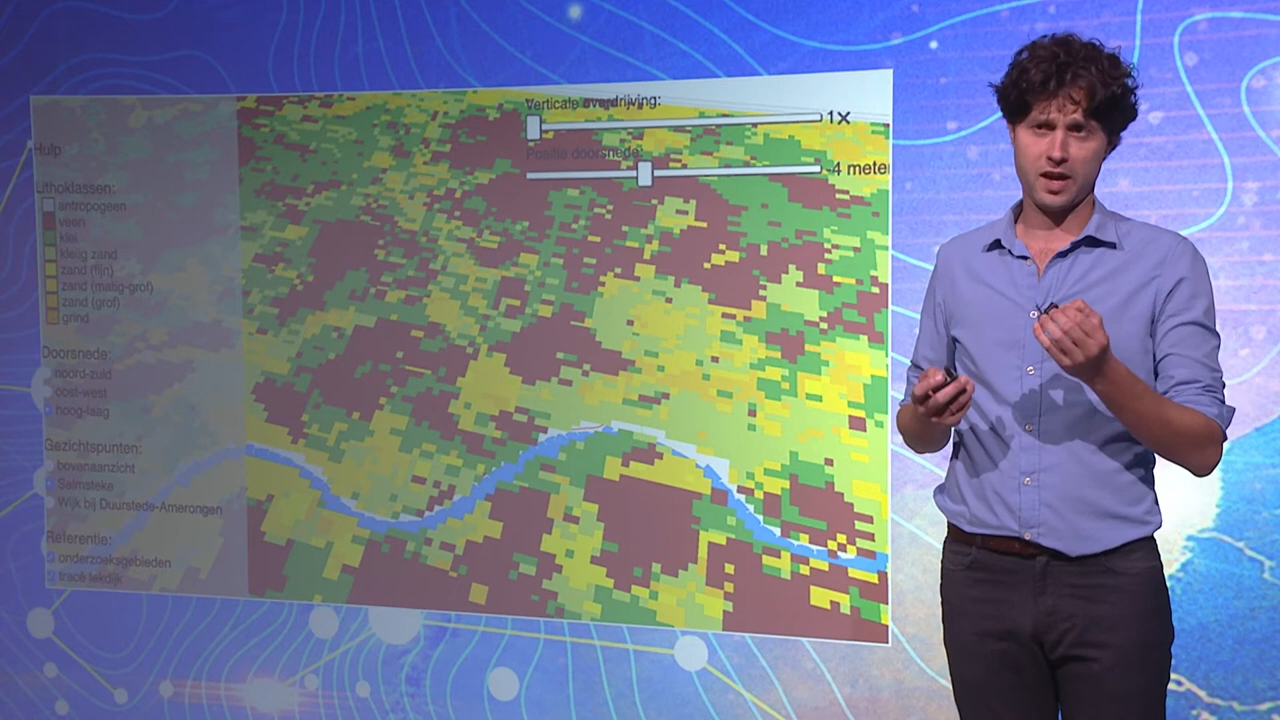 Hulp
Lithoklassen:
antropogeen
veen
klei
kleiig zand
zand (fijn)
zand (matig-grof)
zand (grof)
grind
Doorsnede:
noord-zuid
oost-west
hoog-laag
Gezichtspunten:
bovenaanzicht
Salmsteke
Wijk bij Duurstede-Amerongen
Referentie:
onderzoeksgebieden
tracé lekdijk
Verticale overdrijving:
1×
Positie doorsnede:
-4 meter